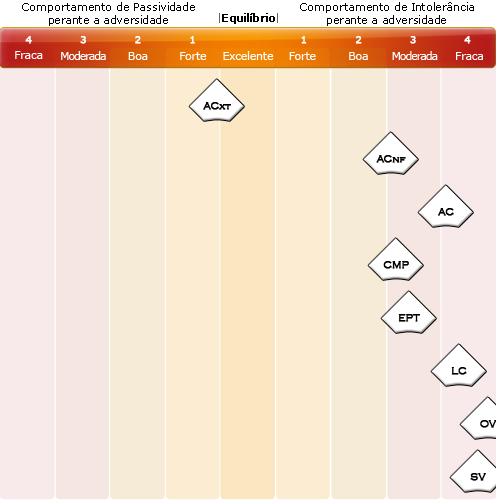 Comportamento de Passividade
perante a adversidade
|Equilíbrio|
Comportamento de Intolerância
perante a adversidade
4 3 2 1 1 2 3 4
Fraca Moderada Boa Forte Excelente Forte Boa Moderada Fraca
ACXT
ACNF
AC
CMP
EPT
LC
OV
SV